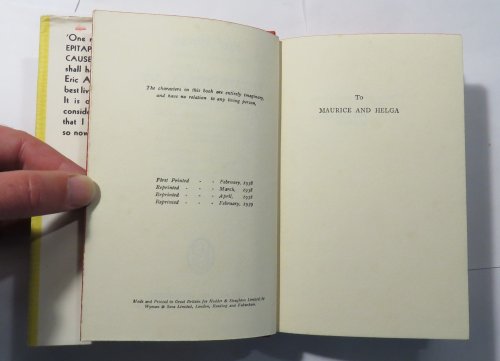 'One
EPITAP
CAUSE
shall h
Eric A
best liv
It is o
consider
that I
so now
The characters in this book are entirely imaginary,
and have no relation to any living person.
First Printed - - February, 1938
Reprinted - - - March, 1938
Reprinted - - - April, 1938
Reprinted - - - February, 1939
Made and Printed in Great Britain for Hodder & Stoughton Limited by
Wyman & Sons Limited, London, Reading and Fakenham.
To
MAURICE AND HELGA